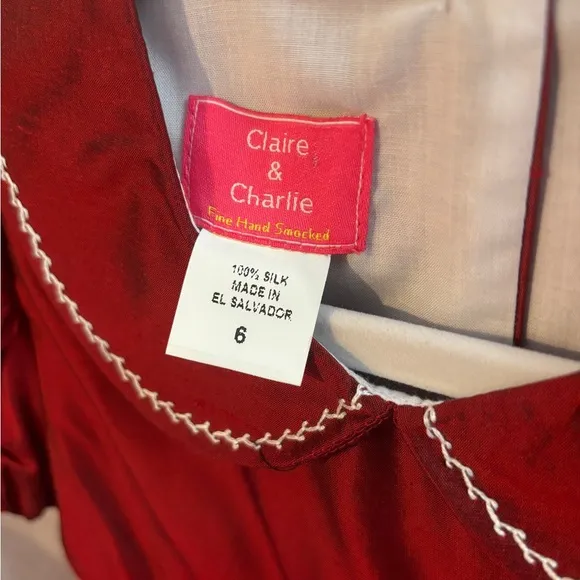 Claire
&
Charlie
Fine Hand Smocked
100% SILK
MADE IN
EL SALVADOR
6